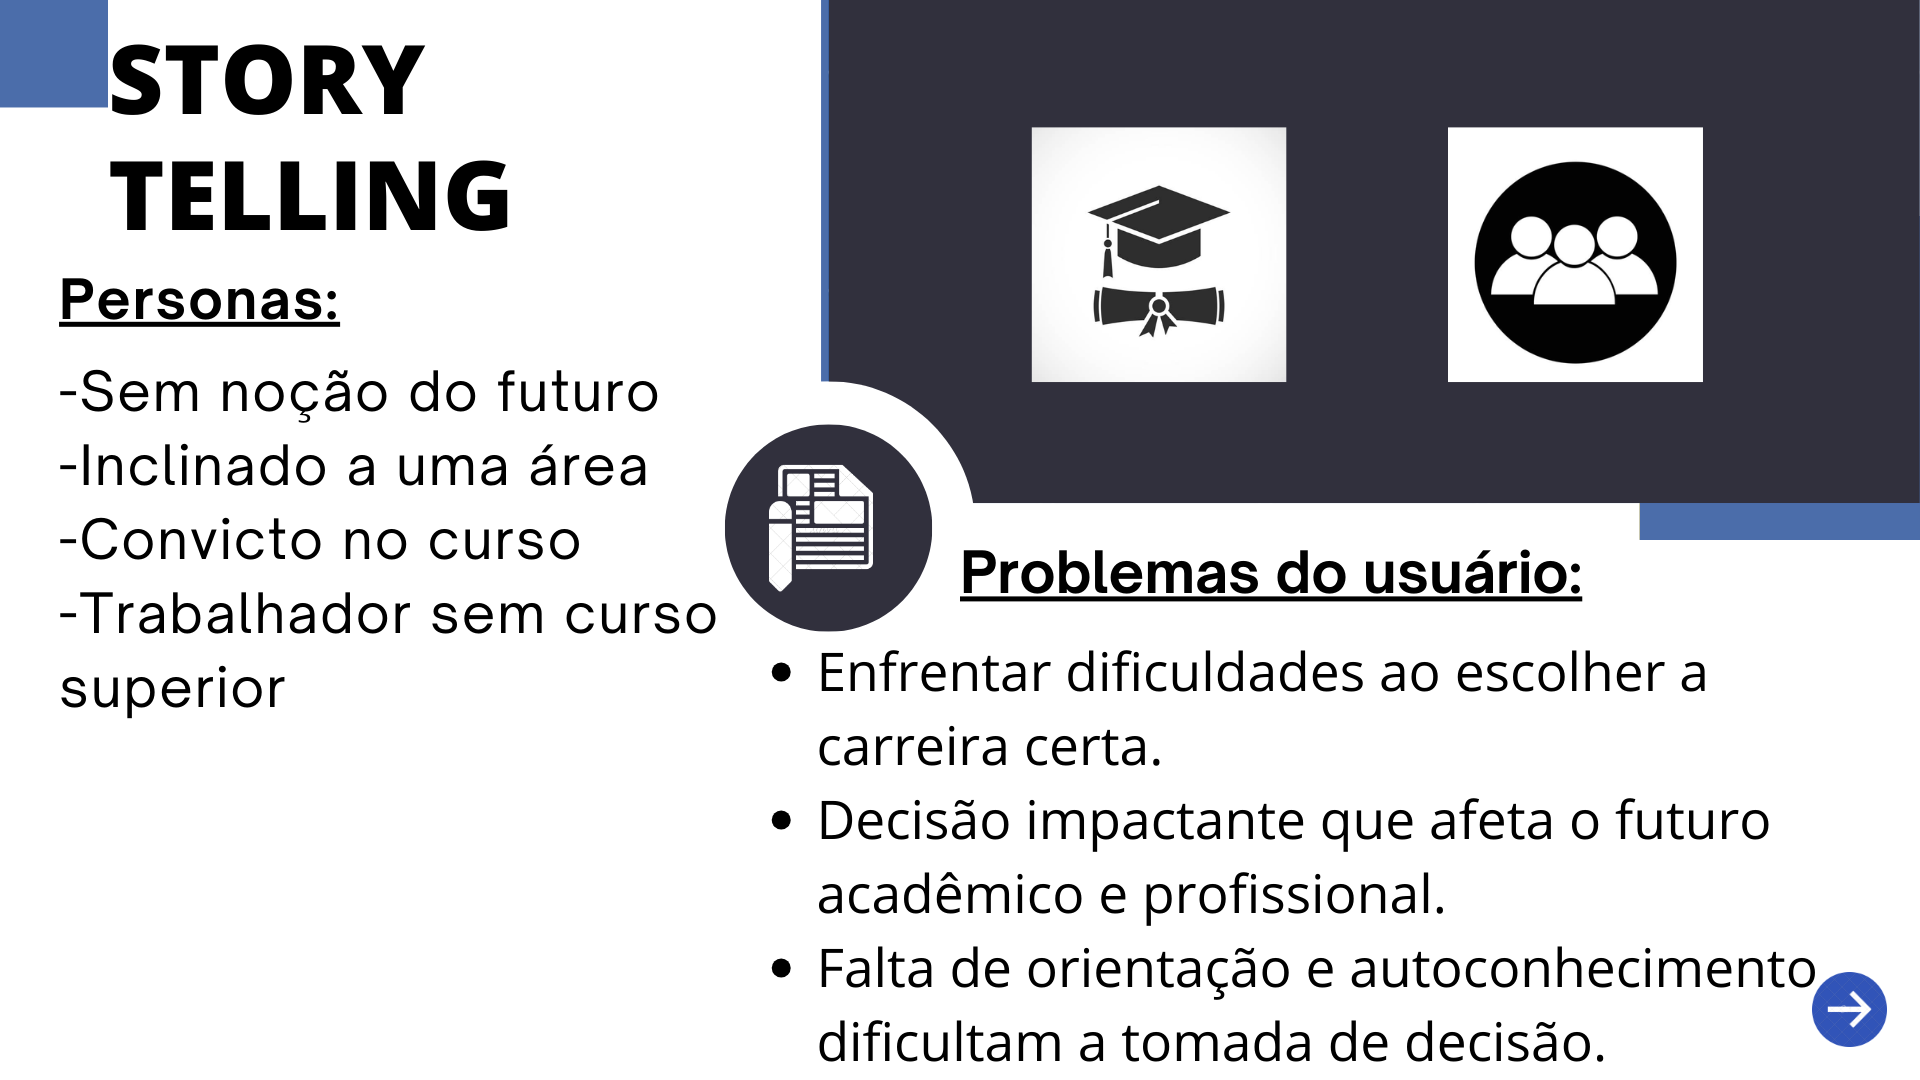 STORY
TELLING
Personas:
-Sem noção do futuro
-Inclinado a uma área
-Convicto no curso
-Trabalhador sem curso
superior
Problemas do usuário:
• Enfrentar dificuldades ao escolher a
carreira certa.
• Decisão impactante que afeta o futuro
acadêmico e profissional.
• Falta de orientação e autoconhecimento
dificultam a tomada de decisão.